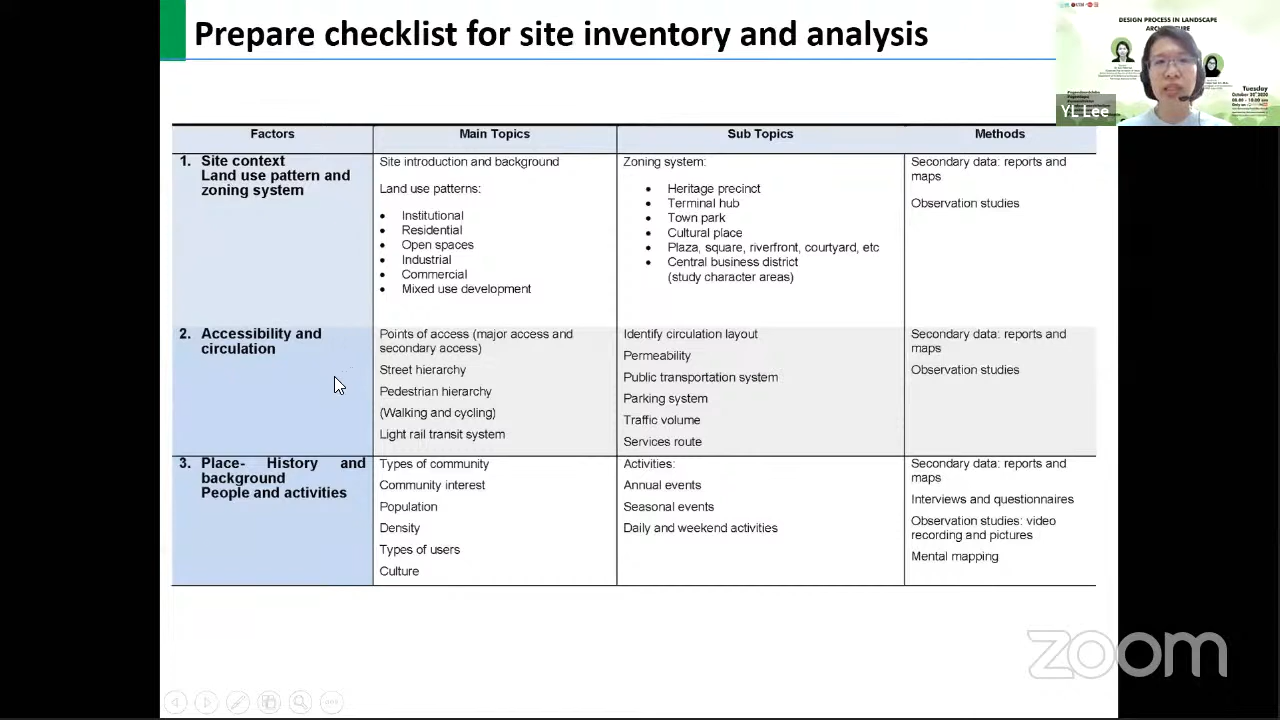 Prepare checklist for site inventory and analysis
DESIGN PROCESS IN LANDSCAPE
ARCHITECTURE
Tuesday
YL Lee
Factors
Main Topics
Sub Topics
Methods
1. Site context
Land use pattern and
zoning system
Site introduction and background
Land use patterns:
• Institutional
• Residential
• Open spaces
• Industrial
• Commercial
• Mixed use development
Zoning system:
• Heritage precinct
• Terminal hub
• Town park
• Cultural place
• Plaza, square, riverfront, courtyard, etc
• Central business district
(study character areas)
Secondary data: reports and
maps
Observation studies
2. Accessibility and
circulation
Points of access (major access and
secondary access)
Street hierarchy
Pedestrian hierarchy
(Walking and cycling)
Light rail transit system
Identify circulation layout
Permeability
Public transportation system
Parking system
Traffic volume
Services route
Secondary data: reports and
maps
Observation studies
3. Place- History and
background
People and activities
Types of community
Community interest
Population
Density
Types of users
Culture
Activities:
Annual events
Seasonal events
Daily and weekend activities
Secondary data: reports and
maps
Interviews and questionnaires
Observation studies: video
recording and pictures
Mental mapping
zoom